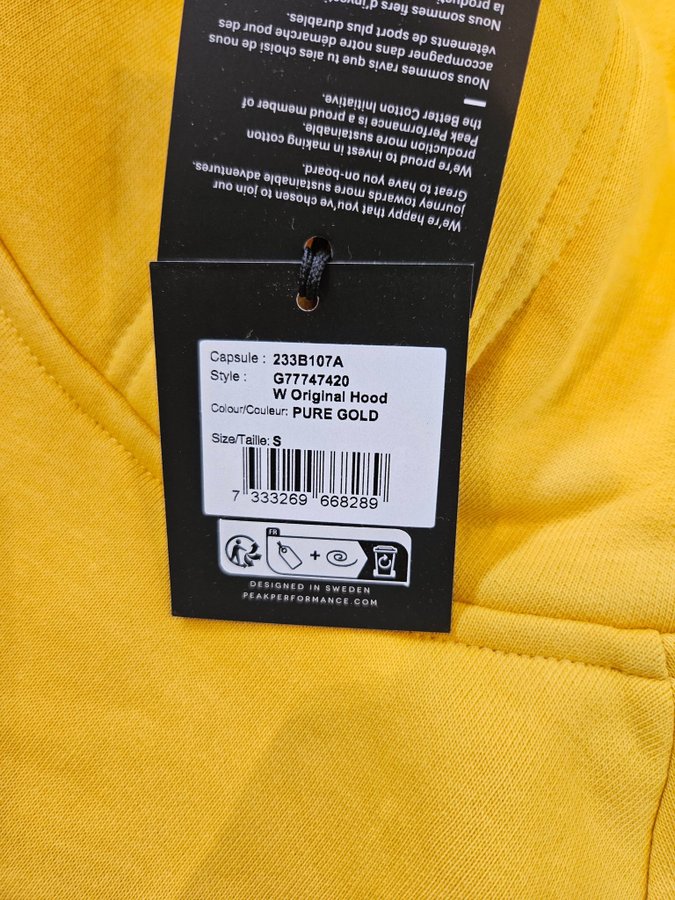 We're happy that you've chosen to join our
journey towards more sustainable adventures.
Great to have you on-board.
We're proud to invest in making cotton
production more sustainable.
Peak Performance is a proud member of
the Better Cotton Initiative.
Nous sommes ravis que tu aies choisi de nous
accompagner dans notre démarche pour des
vêtements de sport plus durables.
Nous sommes fiers d'investir
la production
Capsule : 233B107A
Style : G77747420
W Original Hood
Colour/Couleur: PURE GOLD
Size/Taille: S
7 333269 668289
FR
+
DESIGNED IN SWEDEN
PEAKPERFORMANCE.COM